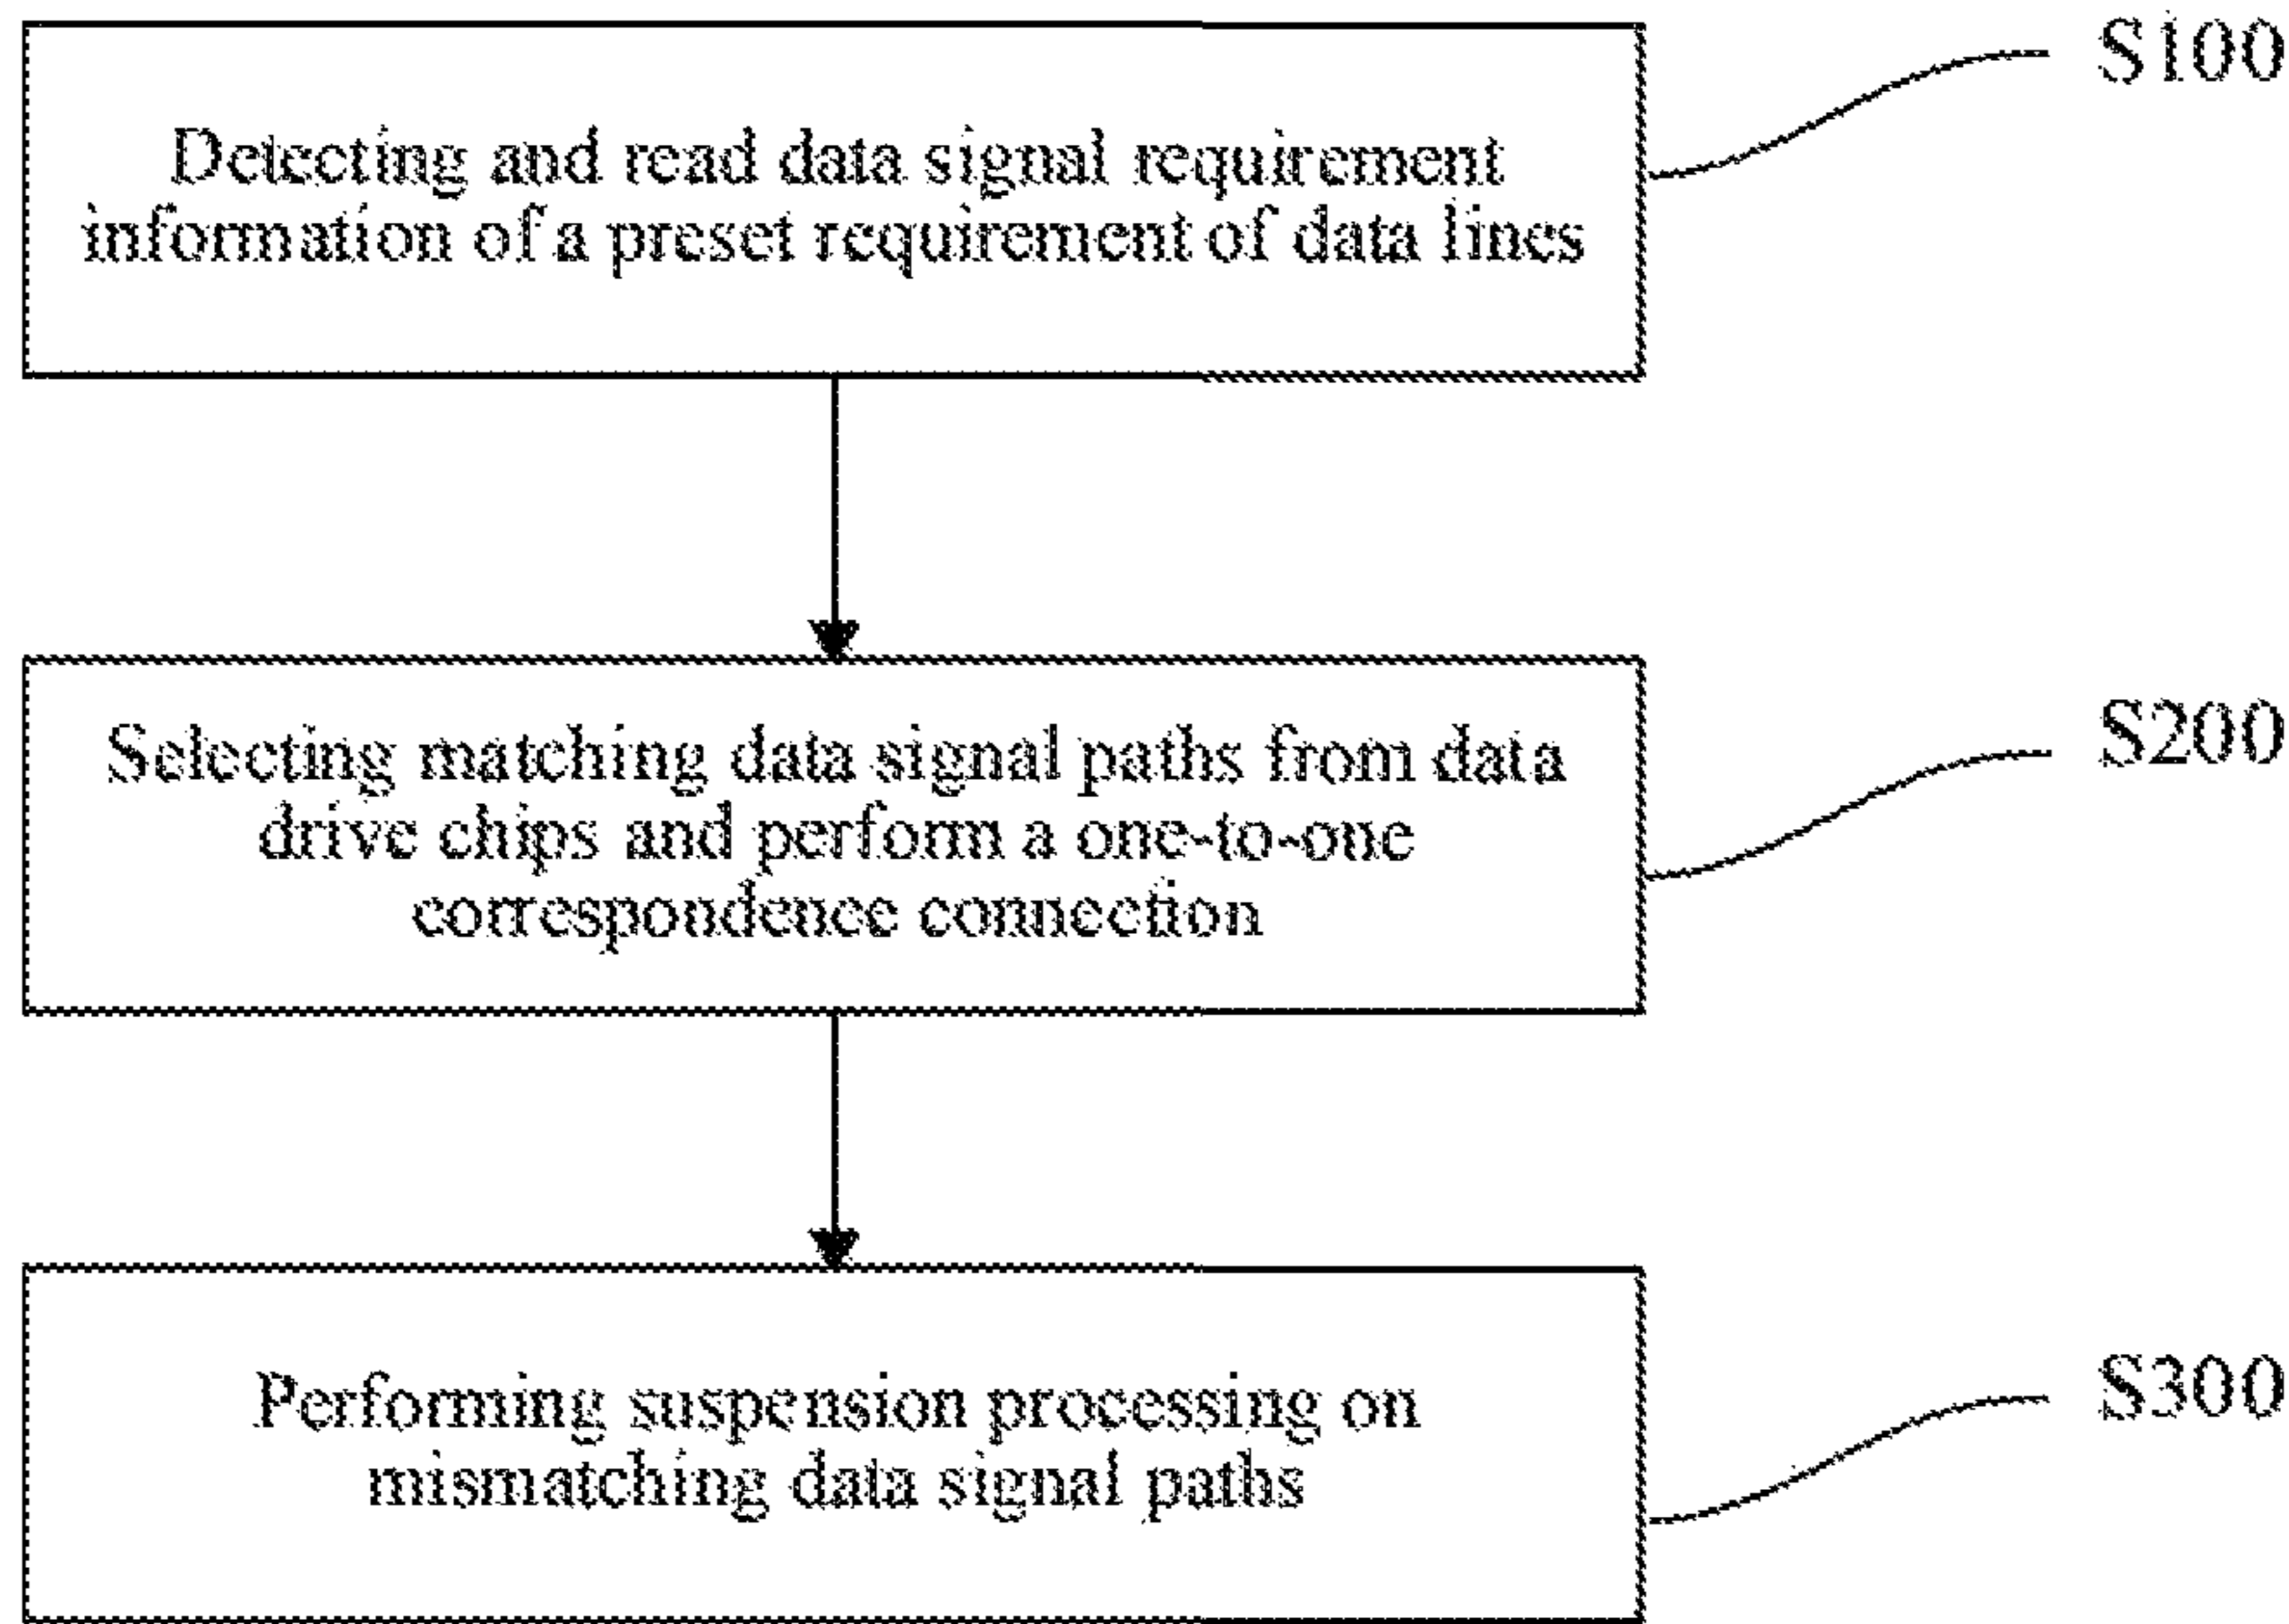 S100
Detecting and read data signal requirement
information of a preset requirement of data lines
S200
Selecting matching data signal paths from data
drive chips and perform a one-to-one
correspondence connection
S300
Performing suspension processing on
mismatching data signal paths